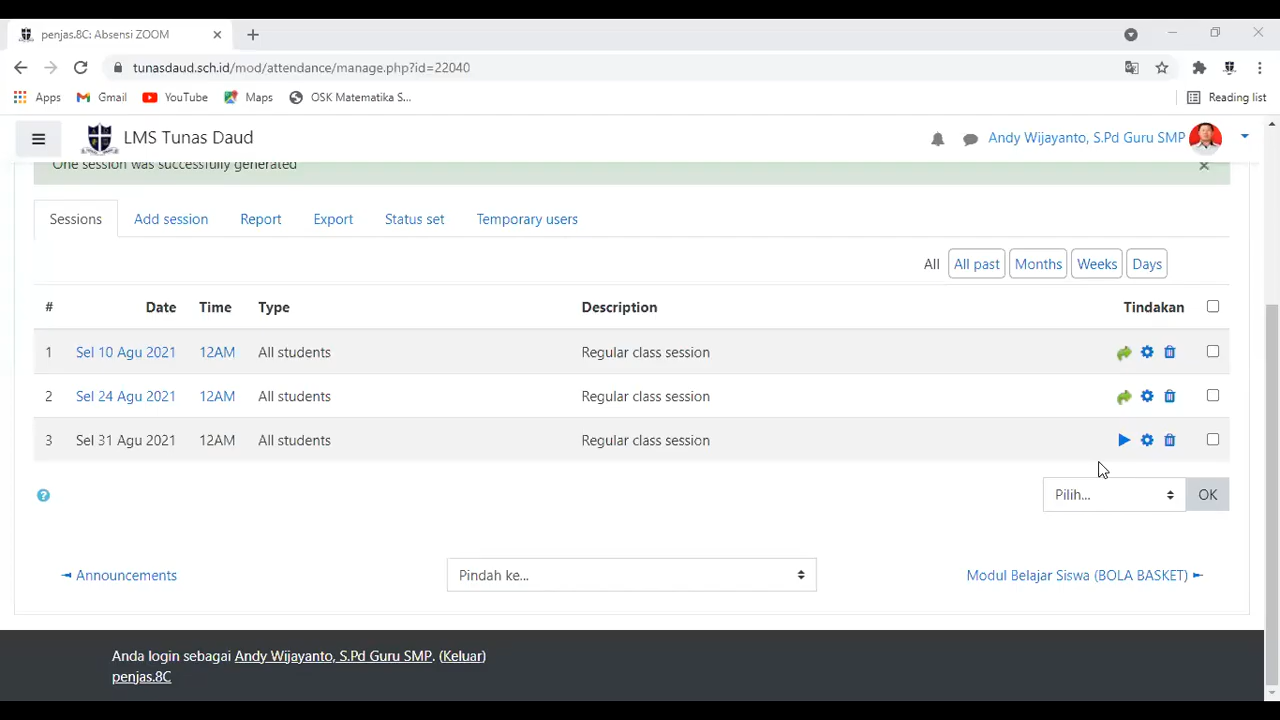 penjas.8C: Absensi ZOOM
tunasdaud.sch.id/mod/attendance/manage.php?id=22040
Apps Gmail YouTube Maps OSK Matematika S... Reading list
LMS Tunas Daud Andy Wijayanto, S.Pd Guru SMP
One session was successfully generated
Sessions Add session Report Export Status set Temporary users
All All past Months Weeks Days
# Date Time Type Description Tindakan
1 Sel 10 Agu 2021 12AM All students Regular class session
2 Sel 24 Agu 2021 12AM All students Regular class session
3 Sel 31 Agu 2021 12AM All students Regular class session
Pilih... OK
◄ Announcements Pindah ke... Modul Belajar Siswa (BOLA BASKET) ►
Anda login sebagai Andy Wijayanto, S.Pd Guru SMP. (Keluar)
penjas.8C